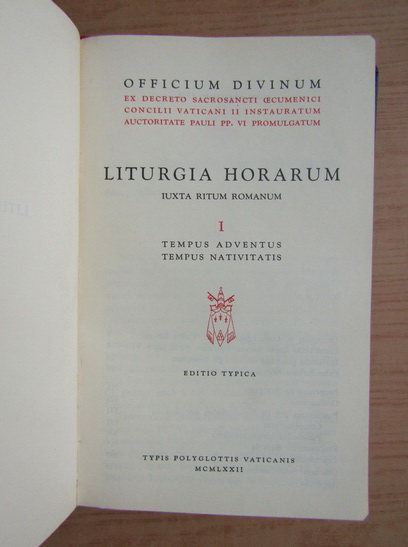 OFFICIUM DIVINUM
EX DECRETO SACROSANCTI ŒCUMENICI
CONCILII VATICANI II INSTAURATUM
AUCTORITATE PAULI PP. VI PROMULGATUM
LITURGIA HORARUM
IUXTA RITUM ROMANUM
I
TEMPUS ADVENTUS
TEMPUS NATIVITATIS
EDITIO TYPICA
TYPIS POLYGLOTTIS VATICANIS
MCMLXXII